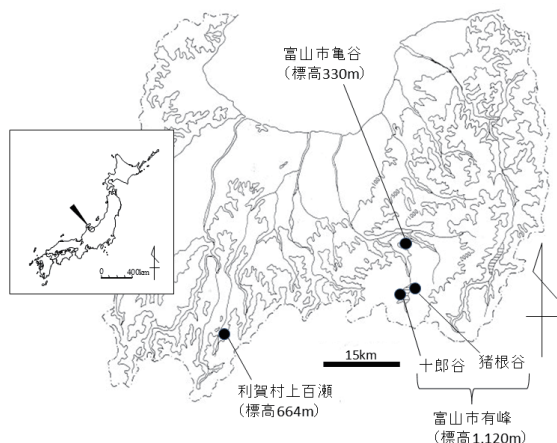 富山市亀谷
(標高330m)
400km
15km
十郎谷
猪根谷
利賀村上百瀬
(標高664m)
富山市有峰
(標高1,120m)